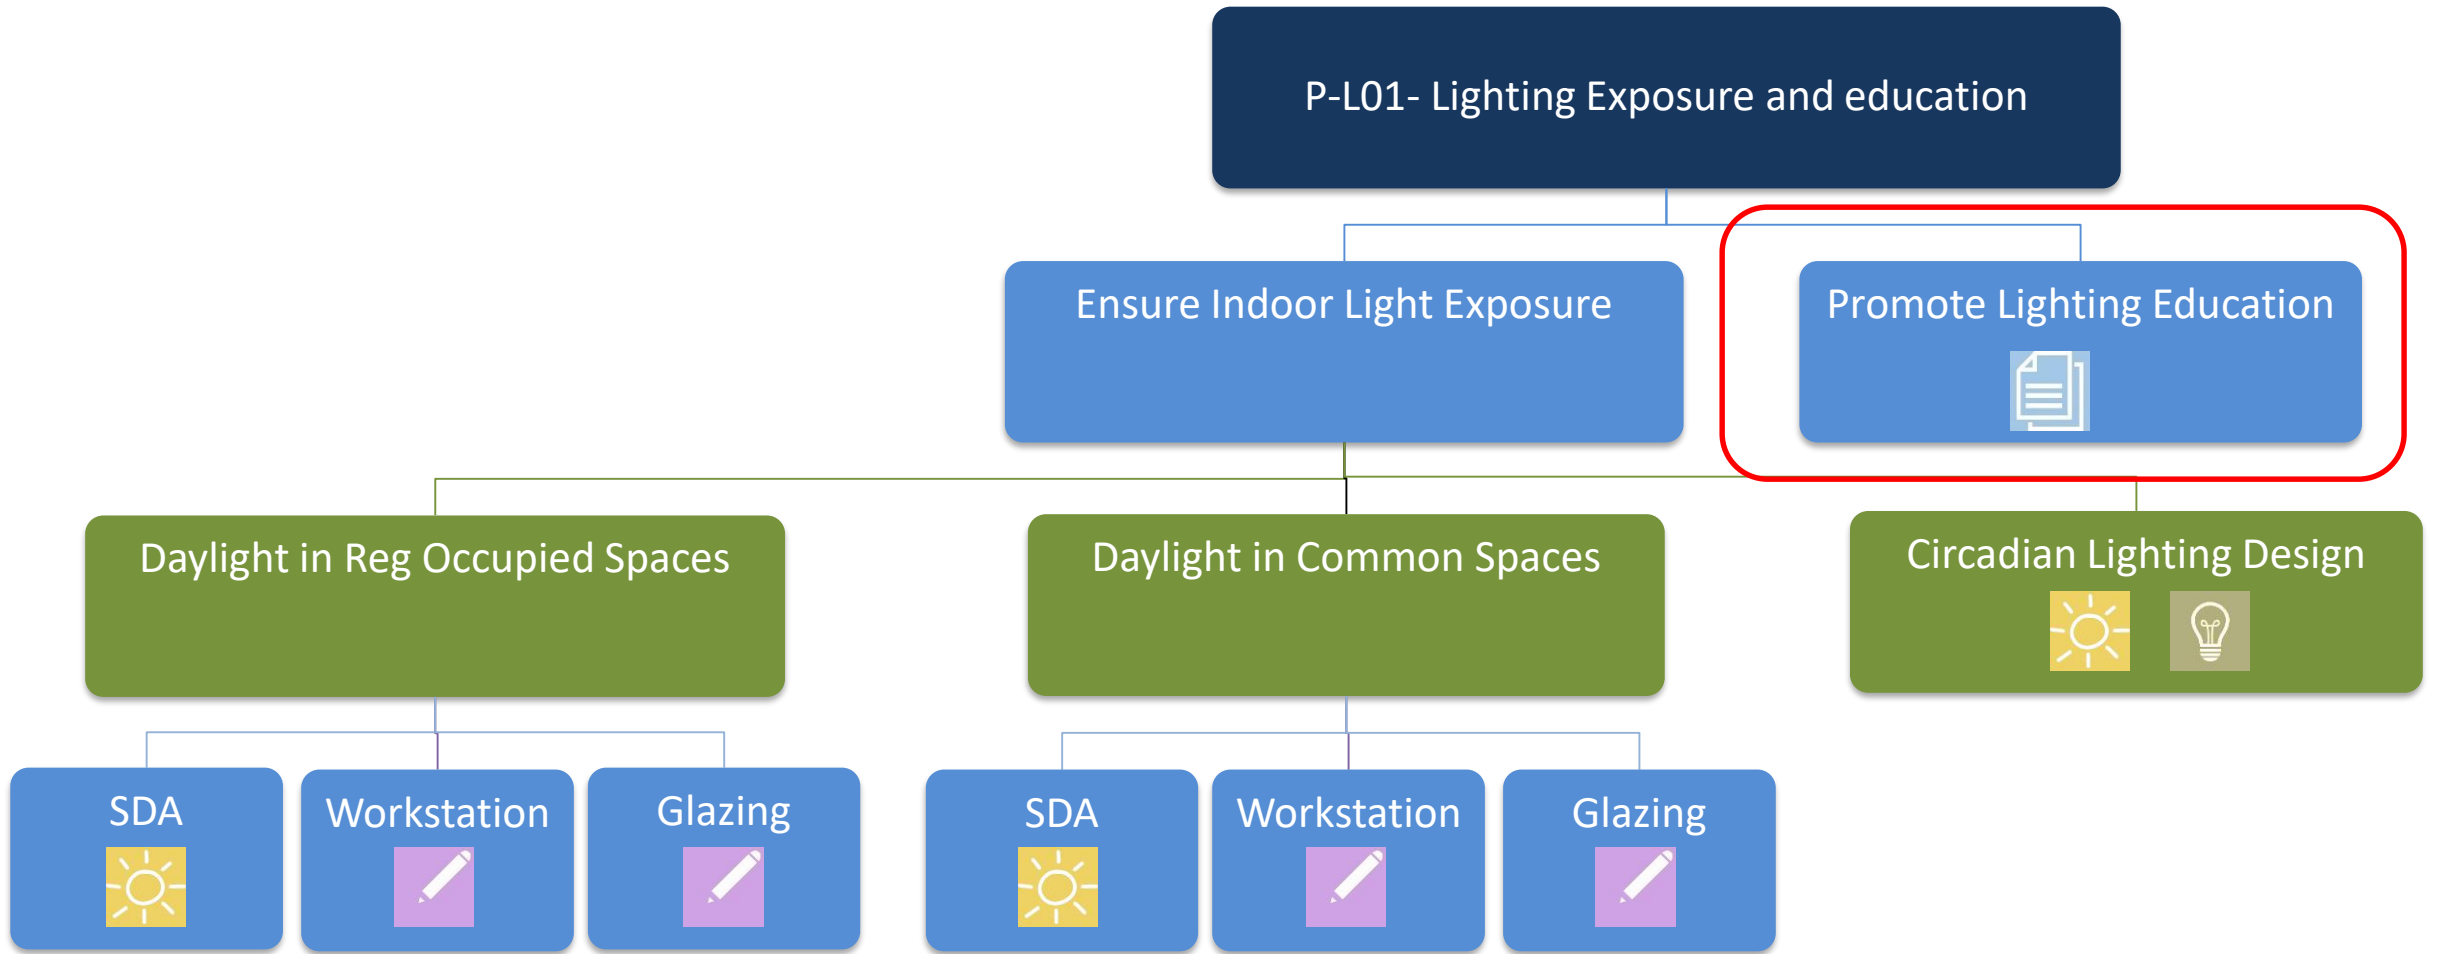 P-L01- Lighting Exposure and education
Ensure Indoor Light Exposure
Promote Lighting Education
Daylight in Reg Occupied Spaces
Daylight in Common Spaces
Circadian Lighting Design
SDA
Workstation
Glazing
SDA
Workstation
Glazing